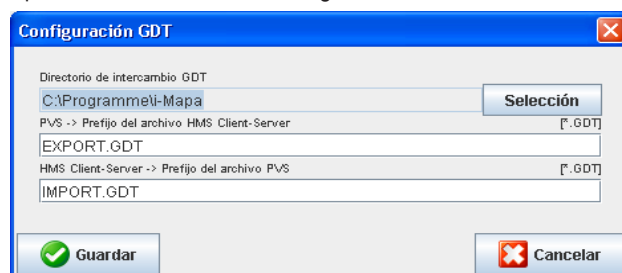 Configuración GDT
Directorio de intercambio GDT
C:\Programme\i-Mapa Selección
PVS -> Prefijo del archivo HMS Client-Server [*.GDT]
EXPORT.GDT
HMS Client-Server -> Prefijo del archivo PVS [*.GDT]
IMPORT.GDT
Guardar Cancelar